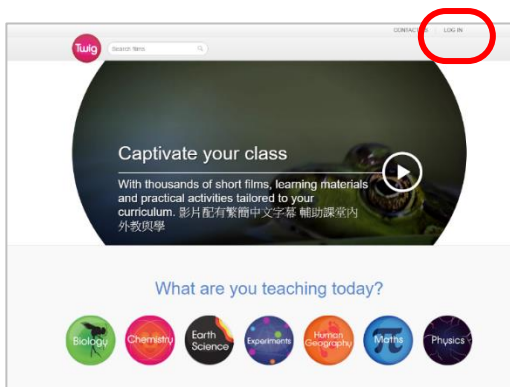 CONTACT US LOG IN
Twig
Search films
Captivate your class
With thousands of short films, learning materials
and practical activities tailored to your
curriculum. 影片配有繁簡中文字幕 輔助課堂內
外教與學
What are you teaching today?
Biology Chemistry Earth Science Experiments Human Geography Maths Physics